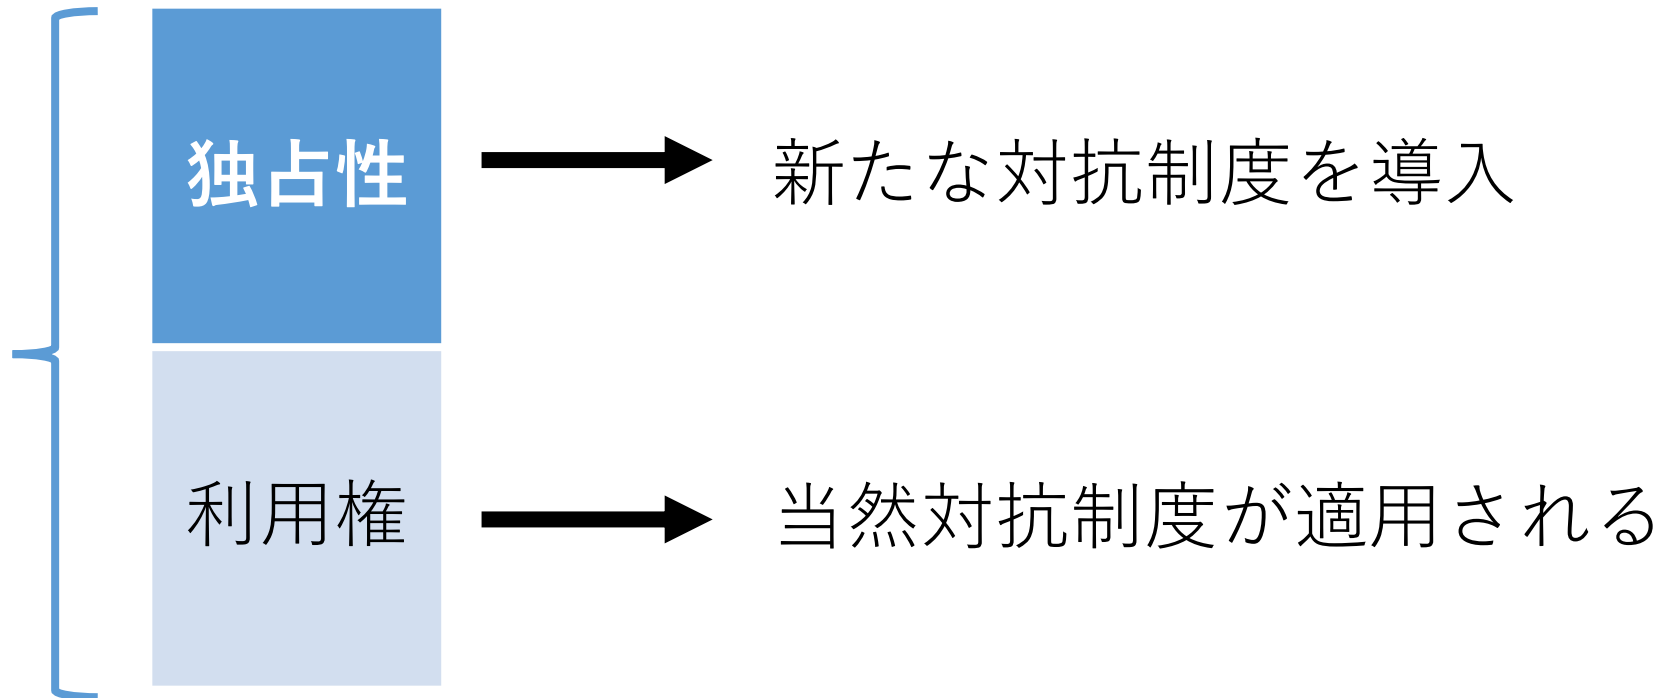 独占性
新たな対抗制度を導入
利用権
当然対抗制度が適用される